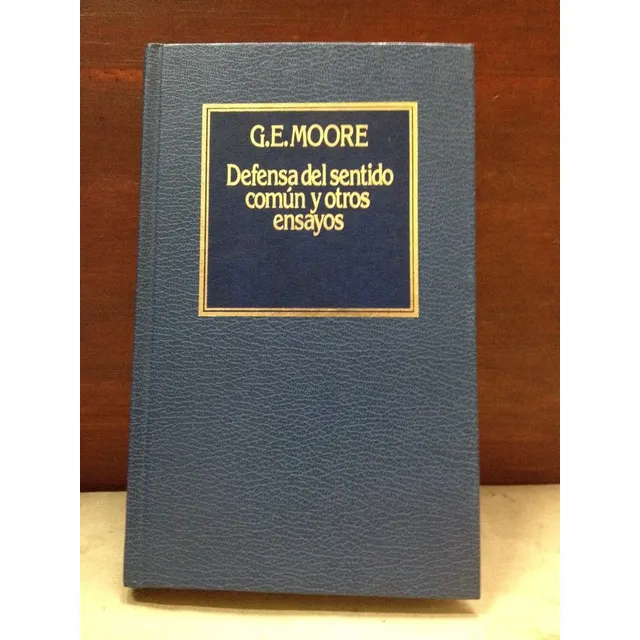 G.E.MOORE
Defensa del sentido
común y otros
ensayos